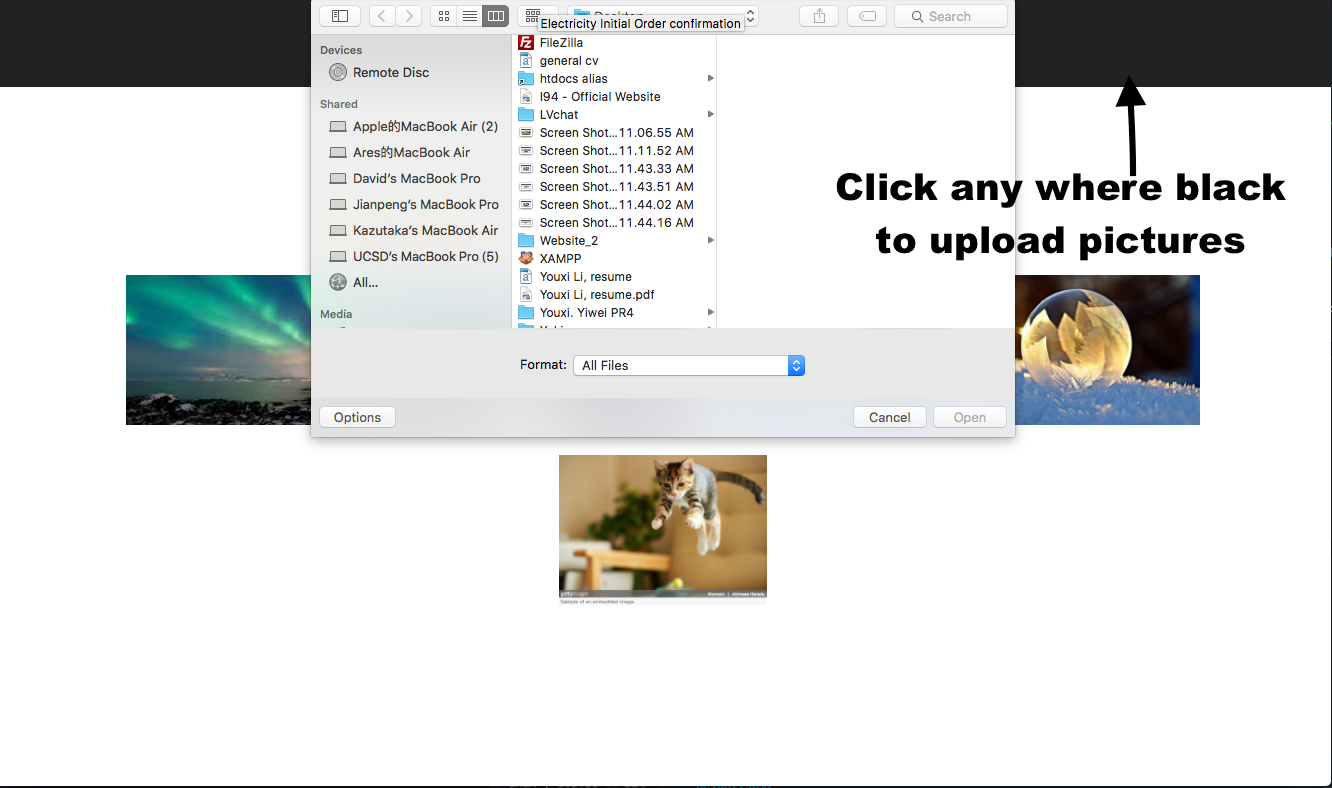 Desktop
Search
Electricity Initial Order confirmation
Devices
Remote Disc
Shared
Apple的MacBook Air (2)
Ares的MacBook Air
David's MacBook Pro
Jianpeng's MacBook Pro
Kazutaka's MacBook Air
UCSD's MacBook Pro (5)
All...
Media
FileZilla
general cv
htdocs alias
I94 - Official Website
LVchat
Screen Shot...11.06.55 AM
Screen Shot...11.11.52 AM
Screen Shot...11.43.33 AM
Screen Shot...11.43.51 AM
Screen Shot...11.44.02 AM
Screen Shot...11.44.16 AM
Website_2
XAMPP
Youxi Li, resume
Youxi Li, resume.pdf
Youxi. Yiwei PR4
Format: All Files
Options
Cancel
Open
Click any where black
to upload pictures
gettyimages
Moment | Akimasa Harada
Sample of an embedded image